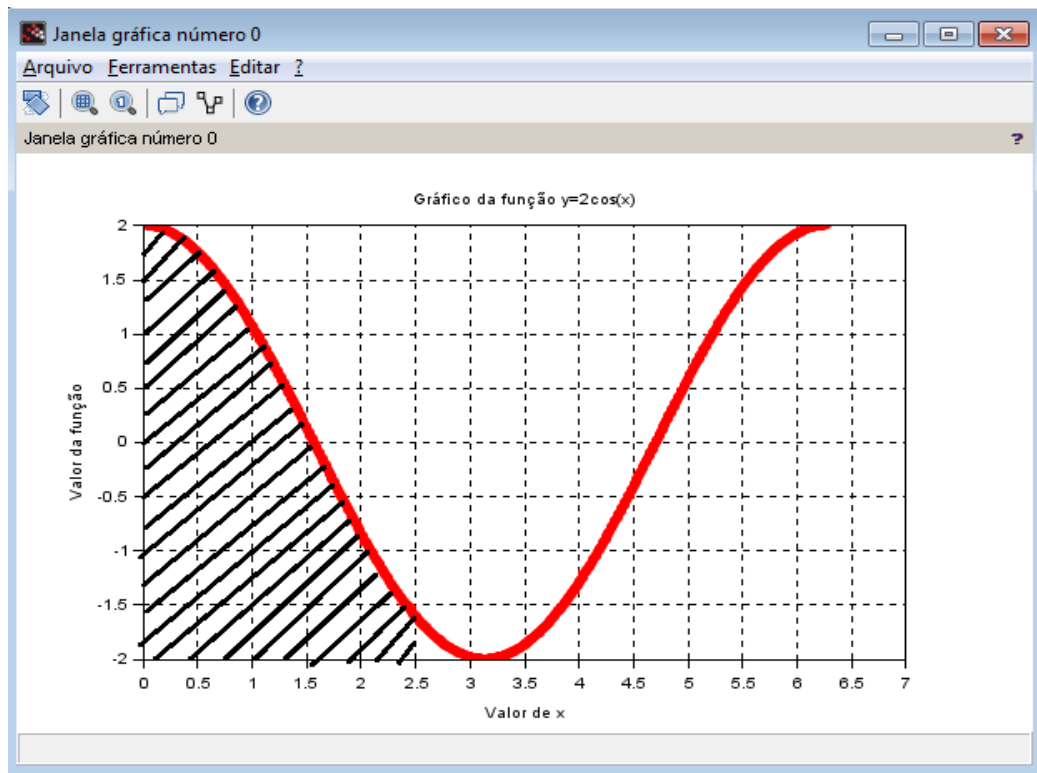 Janela gráfica número 0
Arquivo Ferramentas Editar ?
Janela gráfica número 0 ?
Gráfico da função y=2cos(x)
Valor da função
2
1.5
1
0.5
0
-0.5
-1
-1.5
-2
0 0.5 1 1.5 2 2.5 3 3.5 4 4.5 5 5.5 6 6.5 7
Valor de x